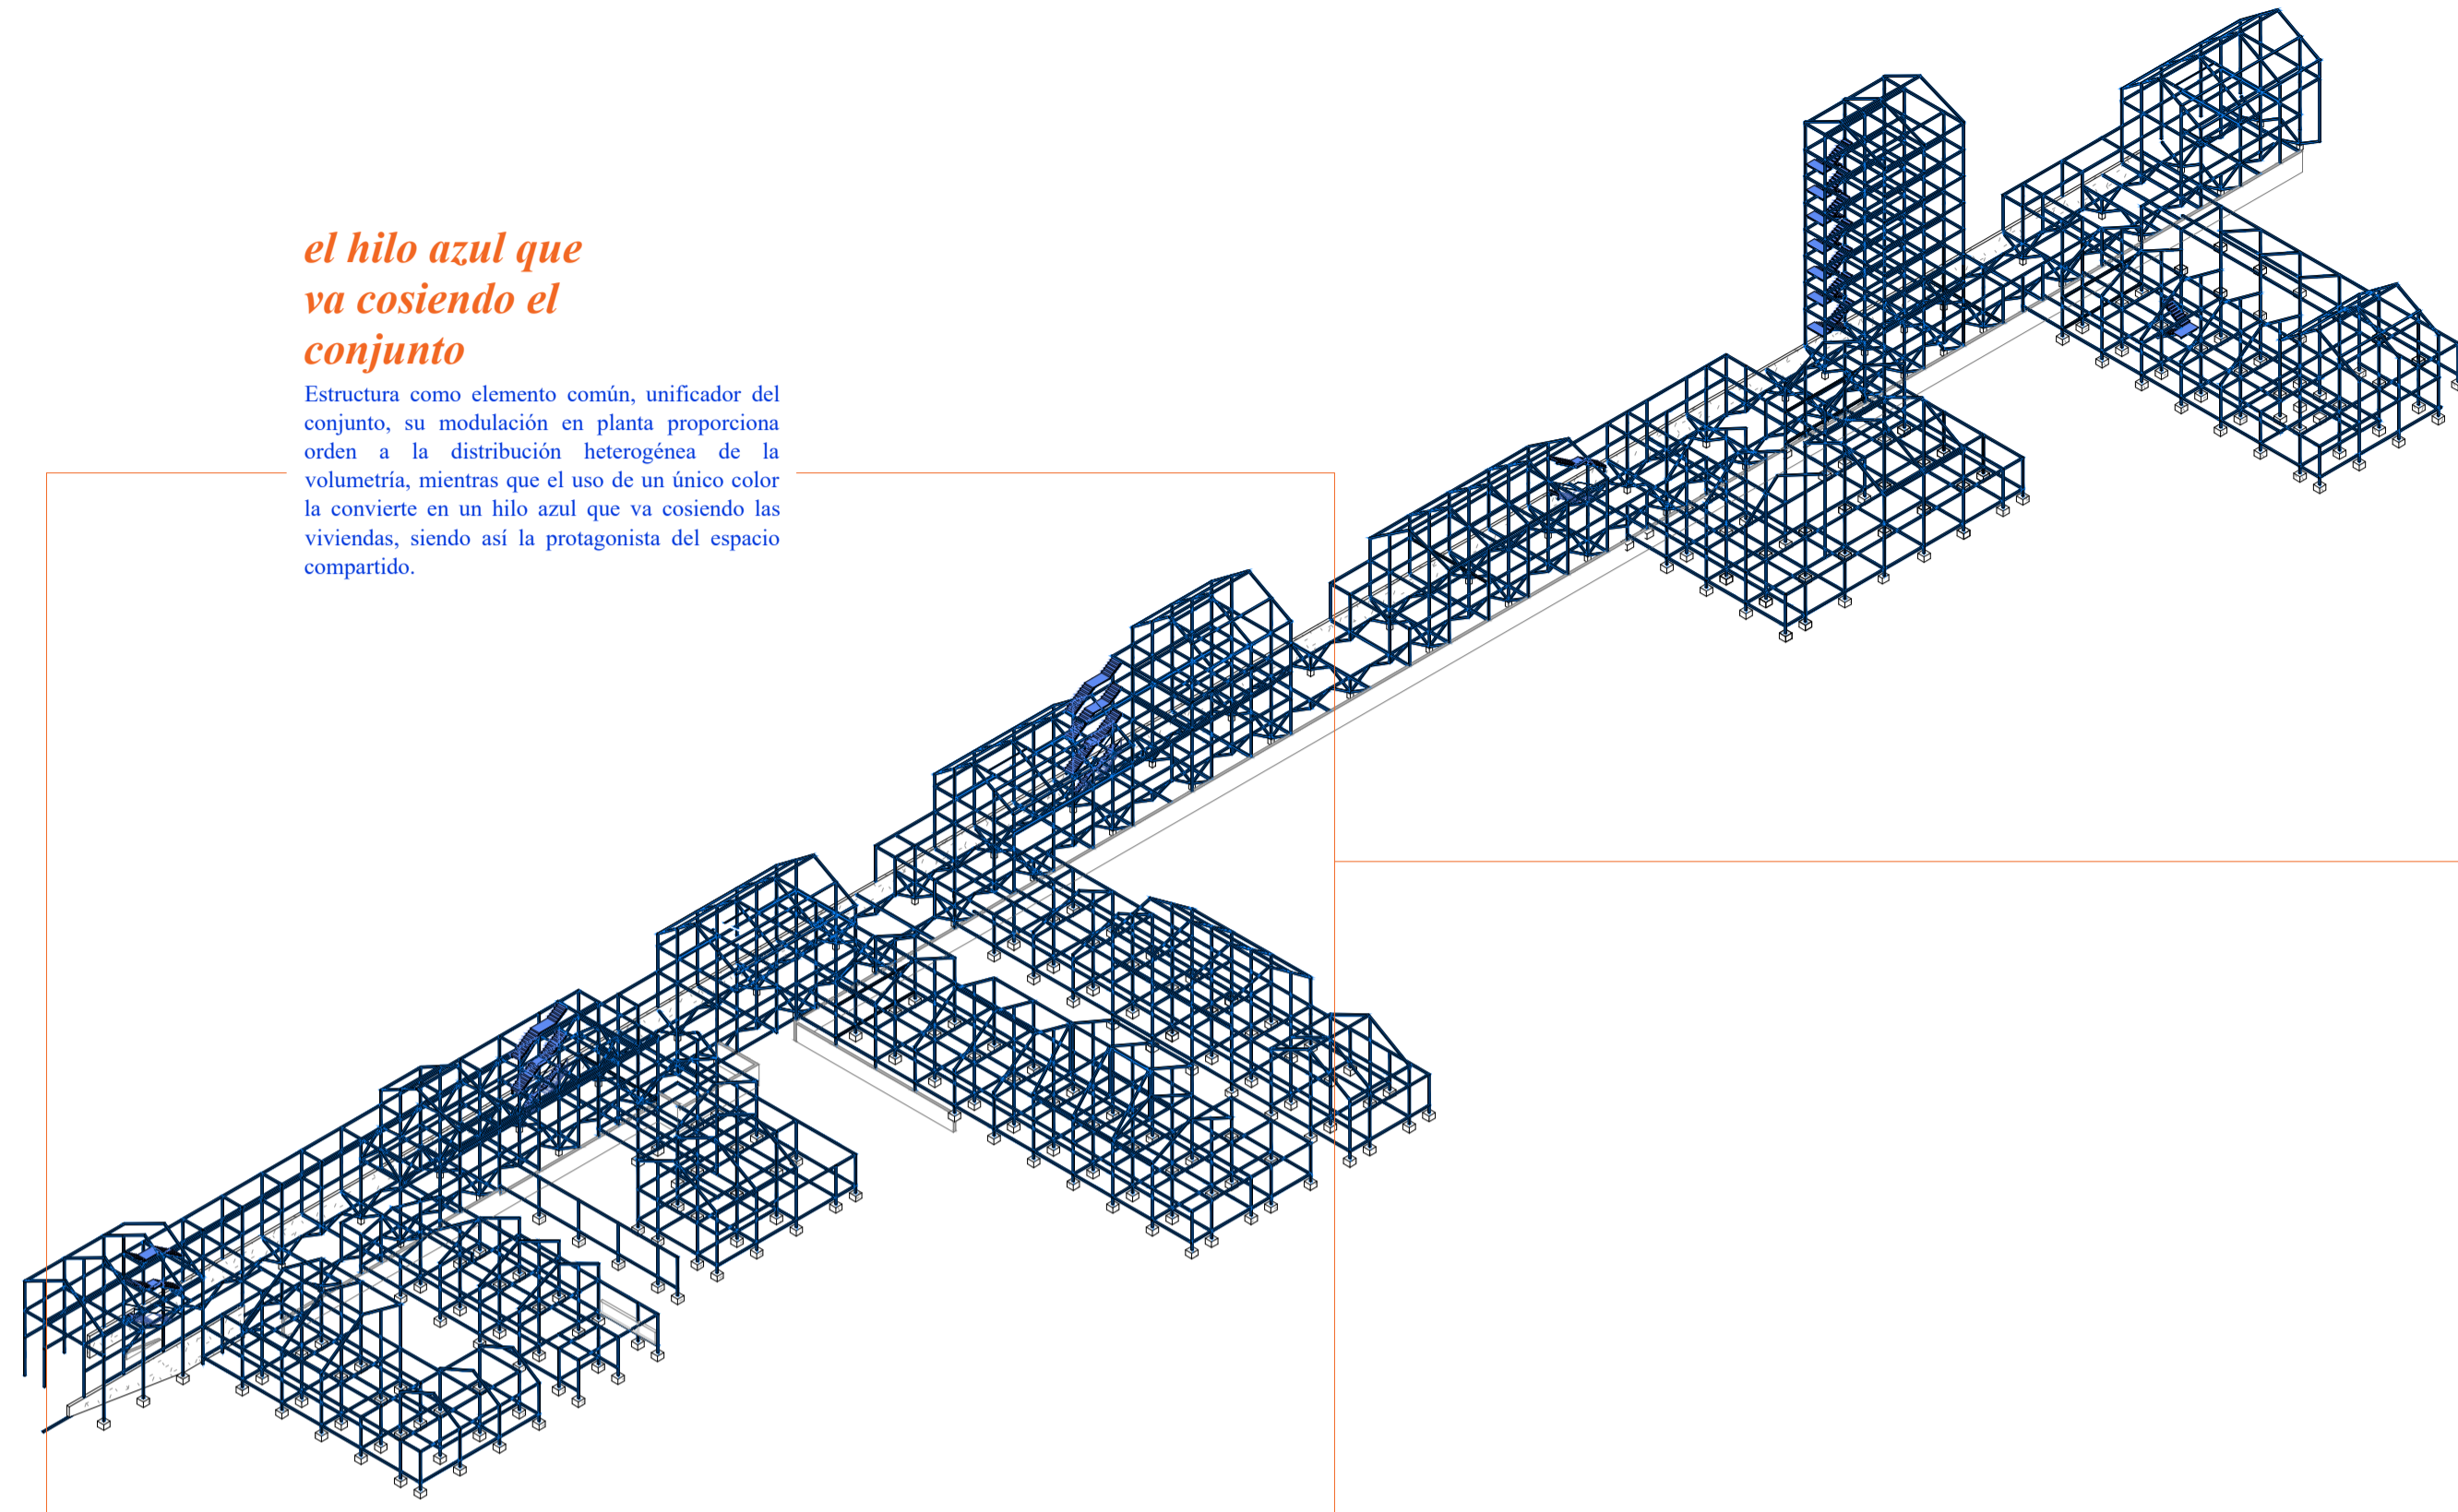 el hilo azul que
va cosiendo el
conjunto
Estructura como elemento común, unificador del
conjunto, su modulación en planta proporciona
orden a la distribución heterogénea de la
volumetría, mientras que el uso de un único color
la convierte en un hilo azul que va cosiendo las
viviendas, siendo así la protagonista del espacio
compartido.